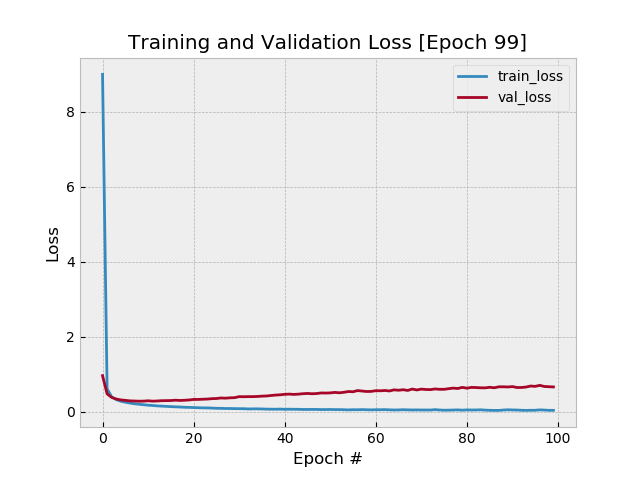 Training and Validation Loss [Epoch 99]
train_loss
val_loss
8
6
4
2
0
Loss
0 20 40 60 80 100
Epoch #